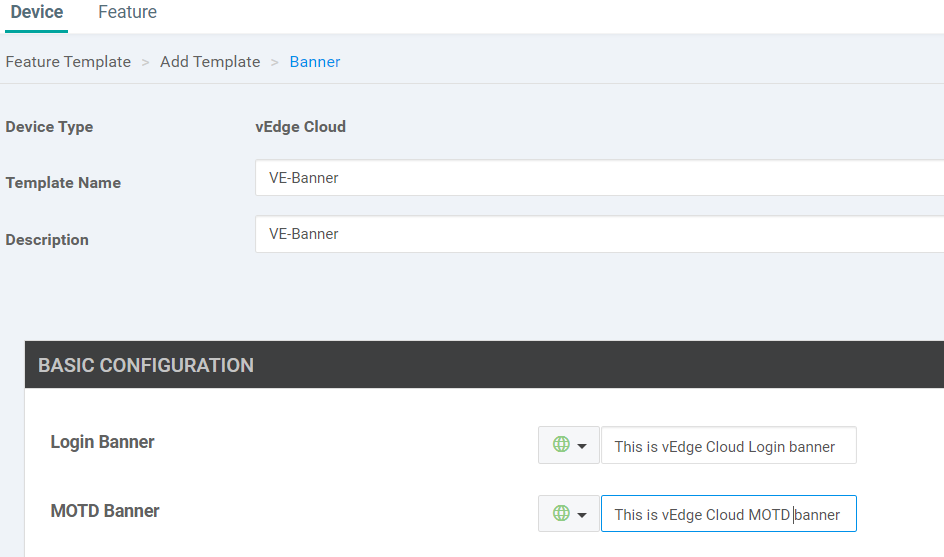 Device Feature
Feature Template > Add Template > Banner
Device Type vEdge Cloud
Template Name VE-Banner
Description VE-Banner
BASIC CONFIGURATION
Login Banner This is vEdge Cloud Login banner
MOTD Banner This is vEdge Cloud MOTD banner